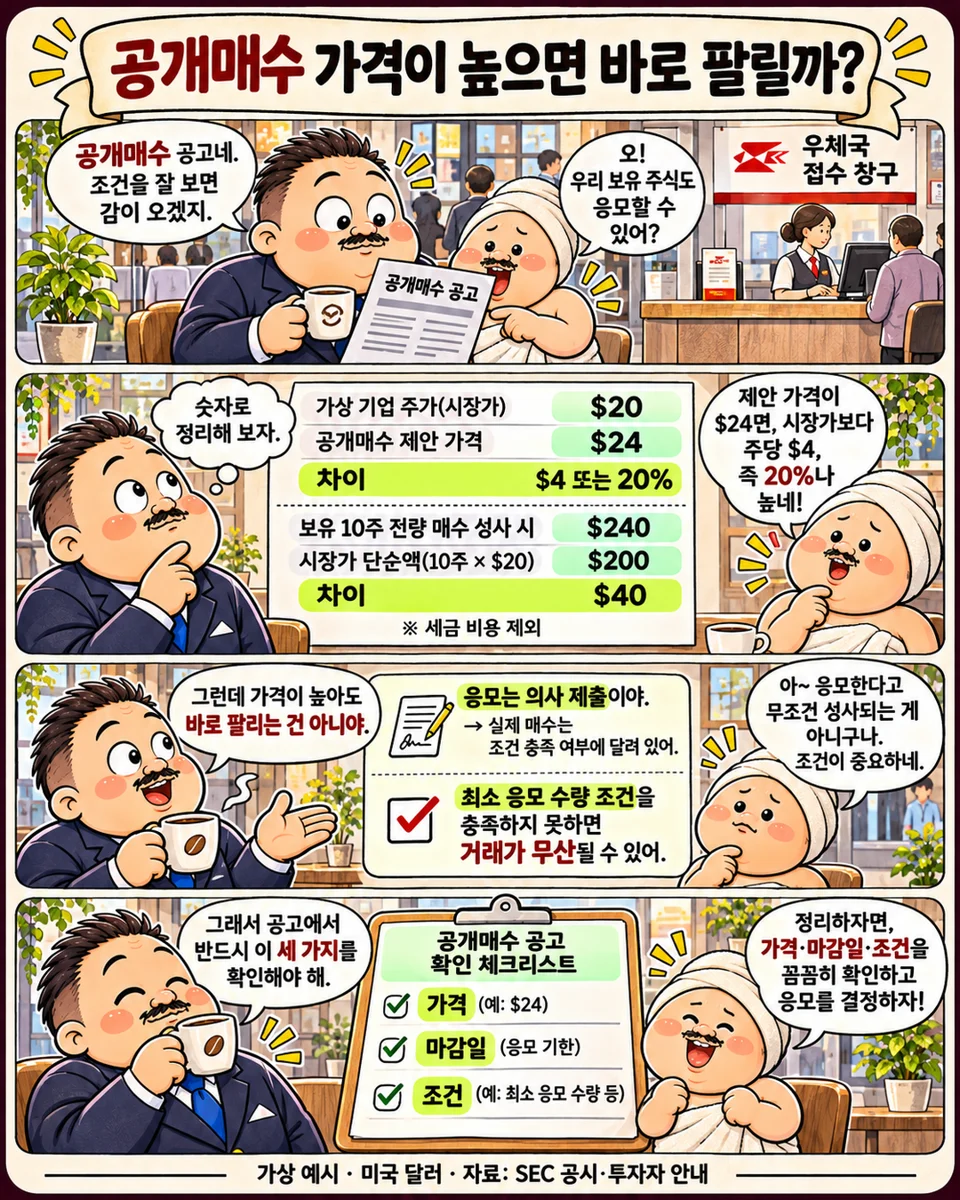 공개매수 가격이 높으면 바로 팔릴까?
공개매수 공고네.
조건을 잘 보면
감이 오겠지.
공개매수 공고
오!
우리 보유 주식도
응모할 수
있어?
우체국
접수 창구
숫자로
정리해 보자.
가상 기업 주가(시장가) $20
공개매수 제안 가격 $24
차이 $4 또는 20%
보유 10주 전량 매수 성사 시 $240
시장가 단순액(10주 × $20) $200
차이 $40
※ 세금 비용 제외
제안 가격이
$24면, 시장가보다
주당 $4,
즉 20%나
높네!
그런데 가격이 높아도
바로 팔리는 건 아니야.
응모는 의사 제출이야.
→ 실제 매수는
조건 충족 여부에 달려 있어.
최소 응모 수량 조건을
충족하지 못하면
거래가 무산될 수 있어.
아~ 응모한다고
무조건 성사되는 게
아니구나.
조건이 중요하네.
그래서 공고에서
반드시 이 세 가지를
확인해야 해.
공개매수 공고
확인 체크리스트
가격 (예: $24)
마감일 (응모 기한)
조건 (예: 최소 응모 수량 등)
정리하자면,
가격·마감일·조건을
꼼꼼히 확인하고
응모를 결정하자!
가상 예시 · 미국 달러 · 자료: SEC 공시·투자자 안내